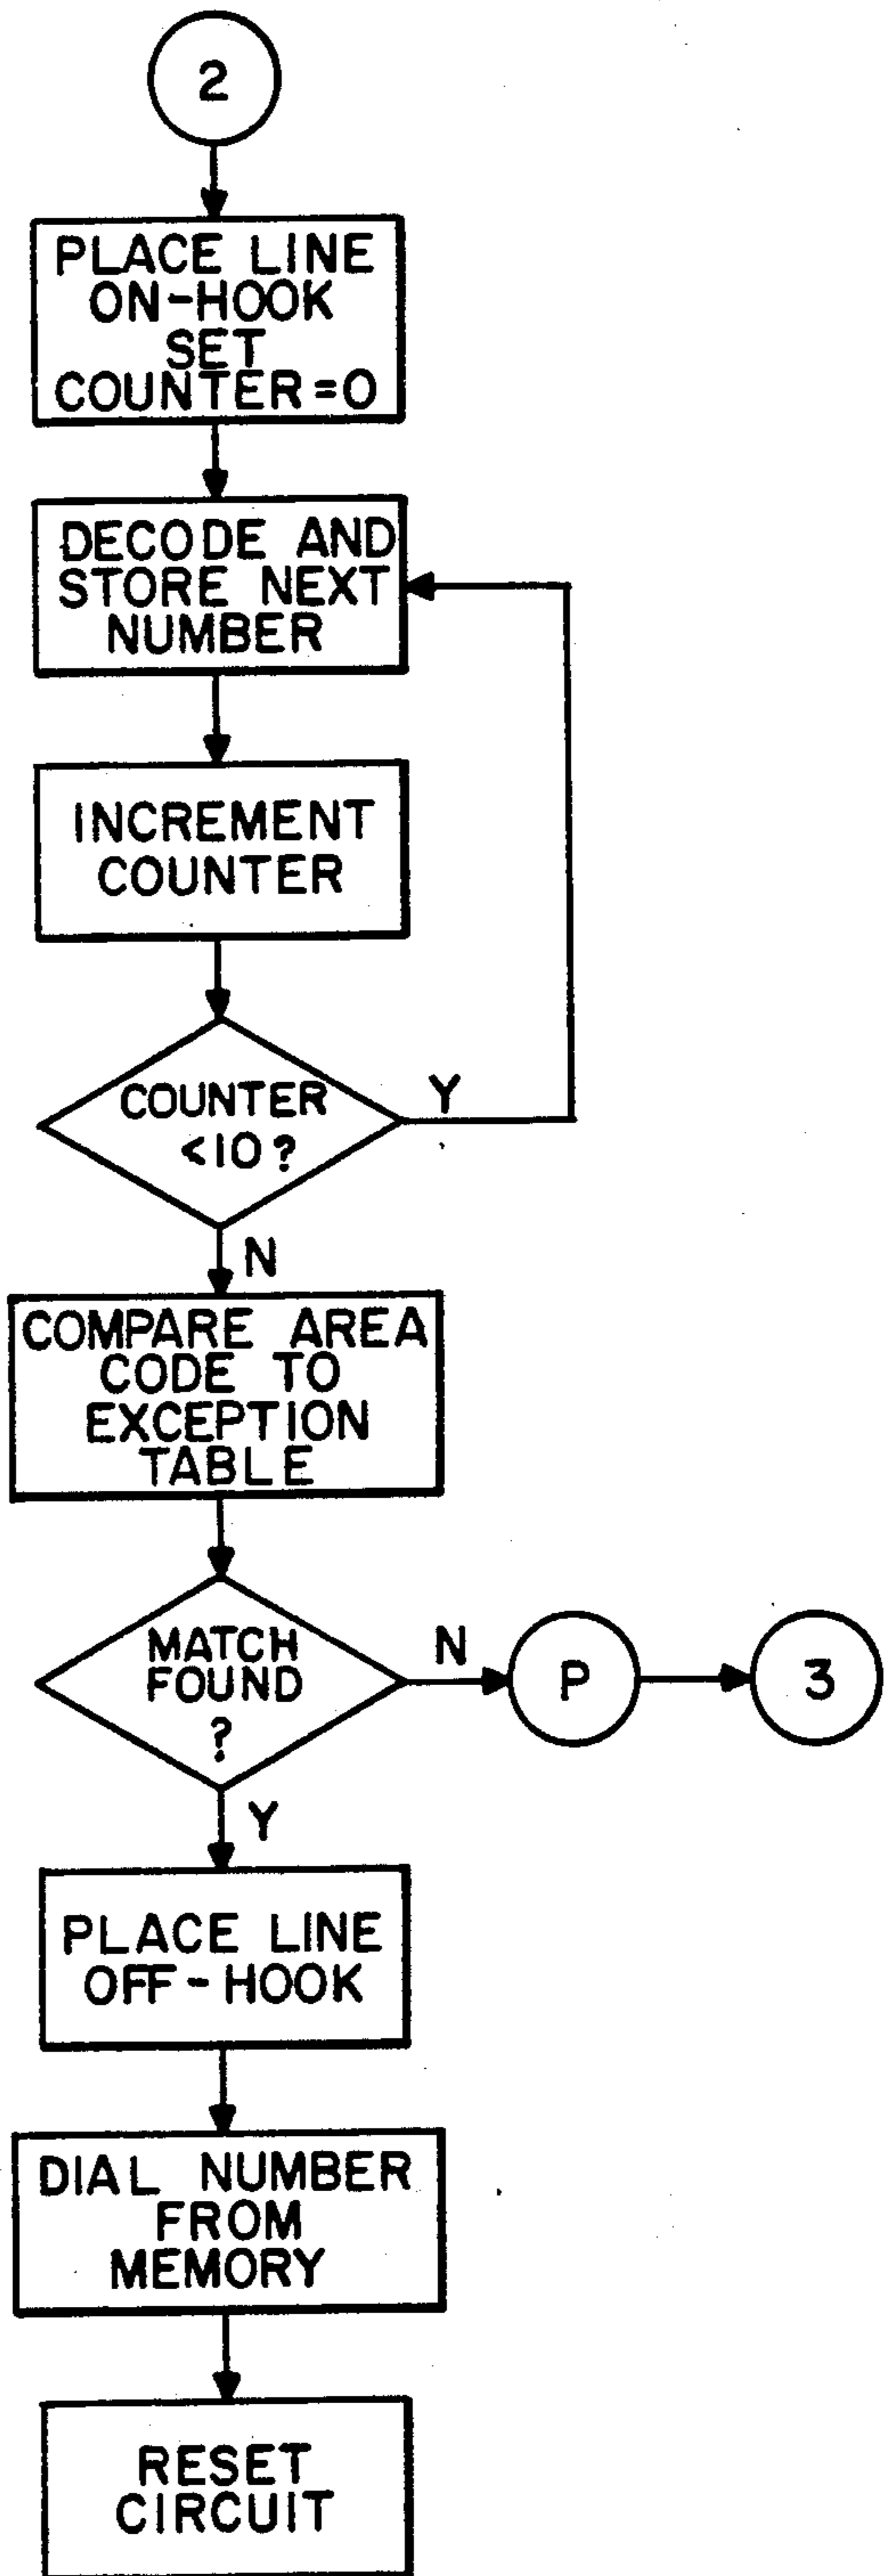 2
PLACE LINE
ON-HOOK
SET
COUNTER=0
DECODE AND
STORE NEXT
NUMBER
INCREMENT
COUNTER
COUNTER
<10?
Y
N
COMPARE AREA
CODE TO
EXCEPTION
TABLE
MATCH
FOUND
?
N
P
3
Y
PLACE LINE
OFF-HOOK
DIAL NUMBER
FROM
MEMORY
RESET
CIRCUIT